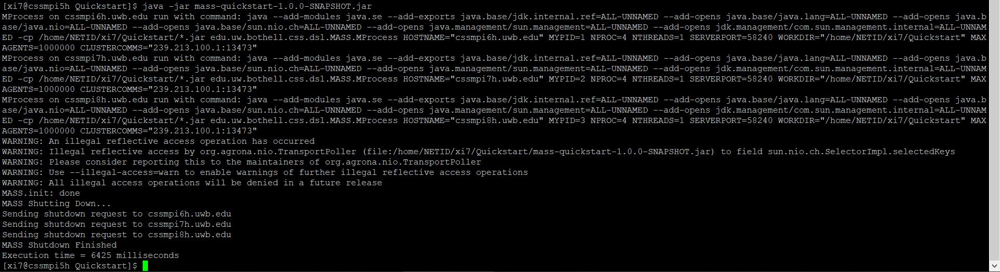 [xi7@cssmpi5h Quickstart]$ java -jar mass-quickstart-1.0.0-SNAPSHOT.jar
MProcess on cssmpi6h.uwb.edu run with command: java --add-modules java.se --add-exports java.base/jdk.internal.ref=ALL-UNNAMED --add-opens java.base/java.lang=ALL-UNNAMED --add-opens java.b
ase/java.nio=ALL-UNNAMED --add-opens java.base/sun.nio.ch=ALL-UNNAMED --add-opens java.management/sun.management=ALL-UNNAMED --add-opens jdk.management/com.sun.management.internal=ALL-UNNAM
ED -cp /home/NETID/xi7/Quickstart/*.jar edu.uw.bothell.css.dsl.MASS.MProcess HOSTNAME="cssmpi6h.uwb.edu" MYPID=1 NPROC=4 NTHREADS=1 SERVERPORT=58240 WORKDIR="/home/NETID/xi7/Quickstart" MAX
AGENTS=1000000 CLUSTERCOMMS="239.213.100.1:13473"
MProcess on cssmpi7h.uwb.edu run with command: java --add-modules java.se --add-exports java.base/jdk.internal.ref=ALL-UNNAMED --add-opens java.base/java.lang=ALL-UNNAMED --add-opens java.b
ase/java.nio=ALL-UNNAMED --add-opens java.base/sun.nio.ch=ALL-UNNAMED --add-opens java.management/sun.management=ALL-UNNAMED --add-opens jdk.management/com.sun.management.internal=ALL-UNNAM
ED -cp /home/NETID/xi7/Quickstart/*.jar edu.uw.bothell.css.dsl.MASS.MProcess HOSTNAME="cssmpi7h.uwb.edu" MYPID=2 NPROC=4 NTHREADS=1 SERVERPORT=58240 WORKDIR="/home/NETID/xi7/Quickstart" MAX
AGENTS=1000000 CLUSTERCOMMS="239.213.100.1:13473"
MProcess on cssmpi8h.uwb.edu run with command: java --add-modules java.se --add-exports java.base/jdk.internal.ref=ALL-UNNAMED --add-opens java.base/java.lang=ALL-UNNAMED --add-opens java.b
ase/java.nio=ALL-UNNAMED --add-opens java.base/sun.nio.ch=ALL-UNNAMED --add-opens java.management/sun.management=ALL-UNNAMED --add-opens jdk.management/com.sun.management.internal=ALL-UNNAM
ED -cp /home/NETID/xi7/Quickstart/*.jar edu.uw.bothell.css.dsl.MASS.MProcess HOSTNAME="cssmpi8h.uwb.edu" MYPID=3 NPROC=4 NTHREADS=1 SERVERPORT=58240 WORKDIR="/home/NETID/xi7/Quickstart" MAX
AGENTS=1000000 CLUSTERCOMMS="239.213.100.1:13473"
WARNING: An illegal reflective access operation has occurred
WARNING: Illegal reflective access by org.agrona.nio.TransportPoller (file:/home/NETID/xi7/Quickstart/mass-quickstart-1.0.0-SNAPSHOT.jar) to field sun.nio.ch.SelectorImpl.selectedKeys
WARNING: Please consider reporting this to the maintainers of org.agrona.nio.TransportPoller
WARNING: Use --illegal-access=warn to enable warnings of further illegal reflective access operations
WARNING: All illegal access operations will be denied in a future release
MASS.init: done
MASS Shutting Down...
Sending shutdown request to cssmpi6h.uwb.edu
Sending shutdown request to cssmpi7h.uwb.edu
Sending shutdown request to cssmpi8h.uwb.edu
MASS Shutdown Finished
Execution time = 6425 milliseconds
[xi7@cssmpi5h Quickstart]$